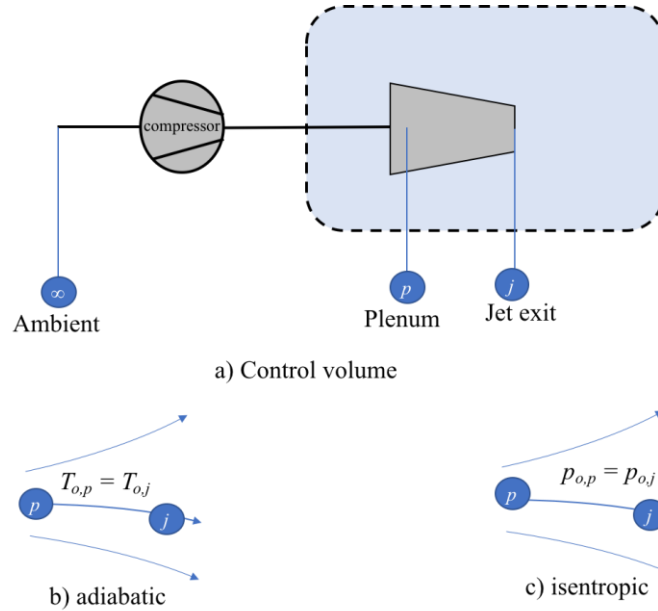 compressor
∞
p
j
Ambient
Plenum
Jet exit
a) Control volume
T_{o,p} = T_{o,j}
p
j
b) adiabatic
p_{o,p} = p_{o,j}
p
j
c) isentropic